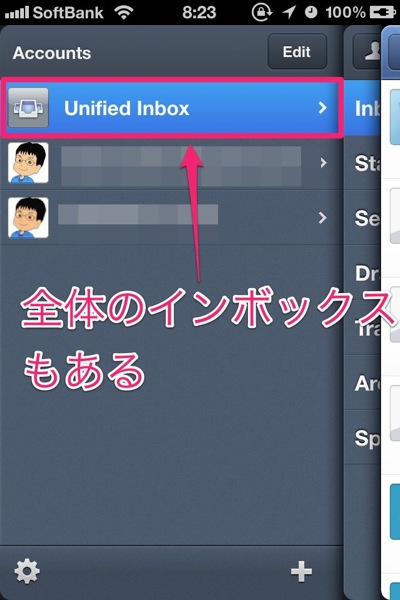 SoftBank 8:23 100%
Accounts Edit
Unified Inbox
Inb
Sta
Se
Dr
全体のインボックス
もある
Tra
Ar
Sp